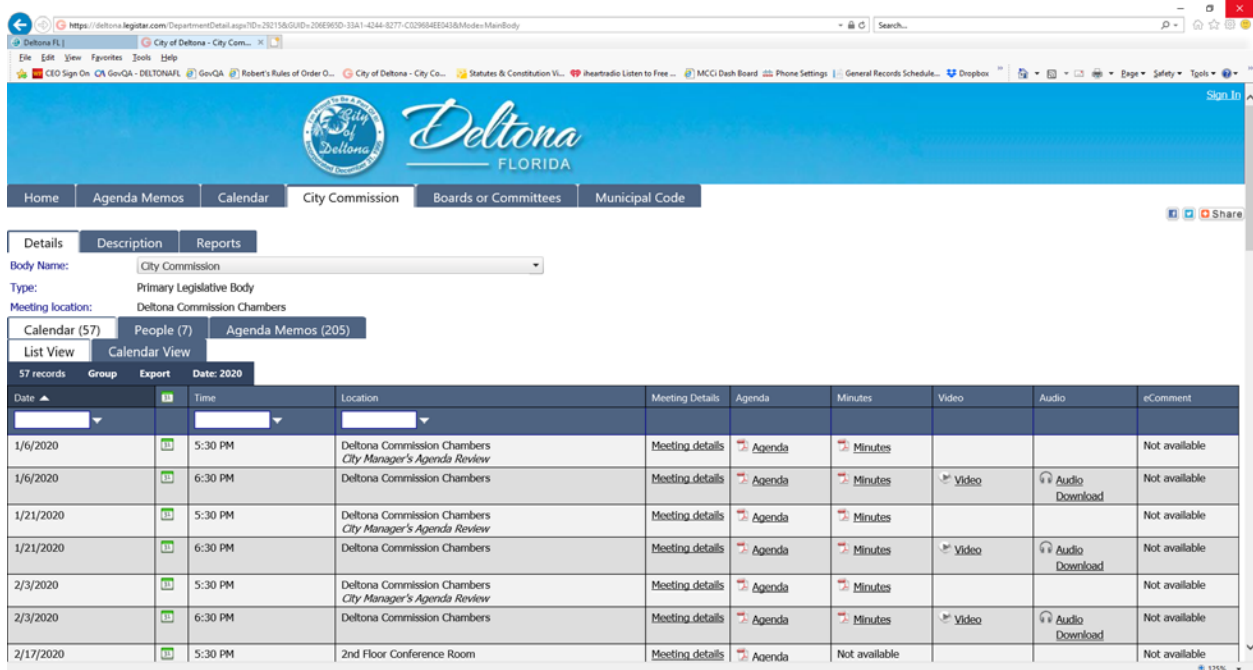 https://deltona.legistar.com/DepartmentDetail.aspx?ID=29215&GUID=206E965D-33A1-4244-8277-C029684EE043&Mode=MainBody Search...
Deltona FL | City of Deltona - City Com...
File Edit View Favorites Tools Help
CEO Sign On GovQA - DELTONAFL GovQA Robert's Rules of Order O... City of Deltona - City Co... Statutes & Constitution Vi... iheartradio Listen to Free ... MCCi Dash Board Phone Settings General Records Schedule... Dropbox Page Safety Tools
Sign In
City
of
Deltona
Deltona
FLORIDA
Home Agenda Memos Calendar City Commission Boards or Committees Municipal Code
Share
Details Description Reports
Body Name: City Commission
Type: Primary Legislative Body
Meeting location: Deltona Commission Chambers
Calendar (57) People (7) Agenda Memos (205)
List View Calendar View
57 records Group Export Date: 2020
Date Time Location Meeting Details Agenda Minutes Video Audio eComment
1/6/2020 5:30 PM Deltona Commission Chambers Meeting details Agenda Minutes Not available
City Manager's Agenda Review
1/6/2020 6:30 PM Deltona Commission Chambers Meeting details Agenda Minutes Video Audio Not available
Download
1/21/2020 5:30 PM Deltona Commission Chambers Meeting details Agenda Minutes Not available
City Manager's Agenda Review
1/21/2020 6:30 PM Deltona Commission Chambers Meeting details Agenda Minutes Video Audio Not available
Download
2/3/2020 5:30 PM Deltona Commission Chambers Meeting details Agenda Minutes Not available
City Manager's Agenda Review
2/3/2020 6:30 PM Deltona Commission Chambers Meeting details Agenda Minutes Video Audio Not available
Download
2/17/2020 5:30 PM 2nd Floor Conference Room Meeting details Agenda Not available Not available
125%